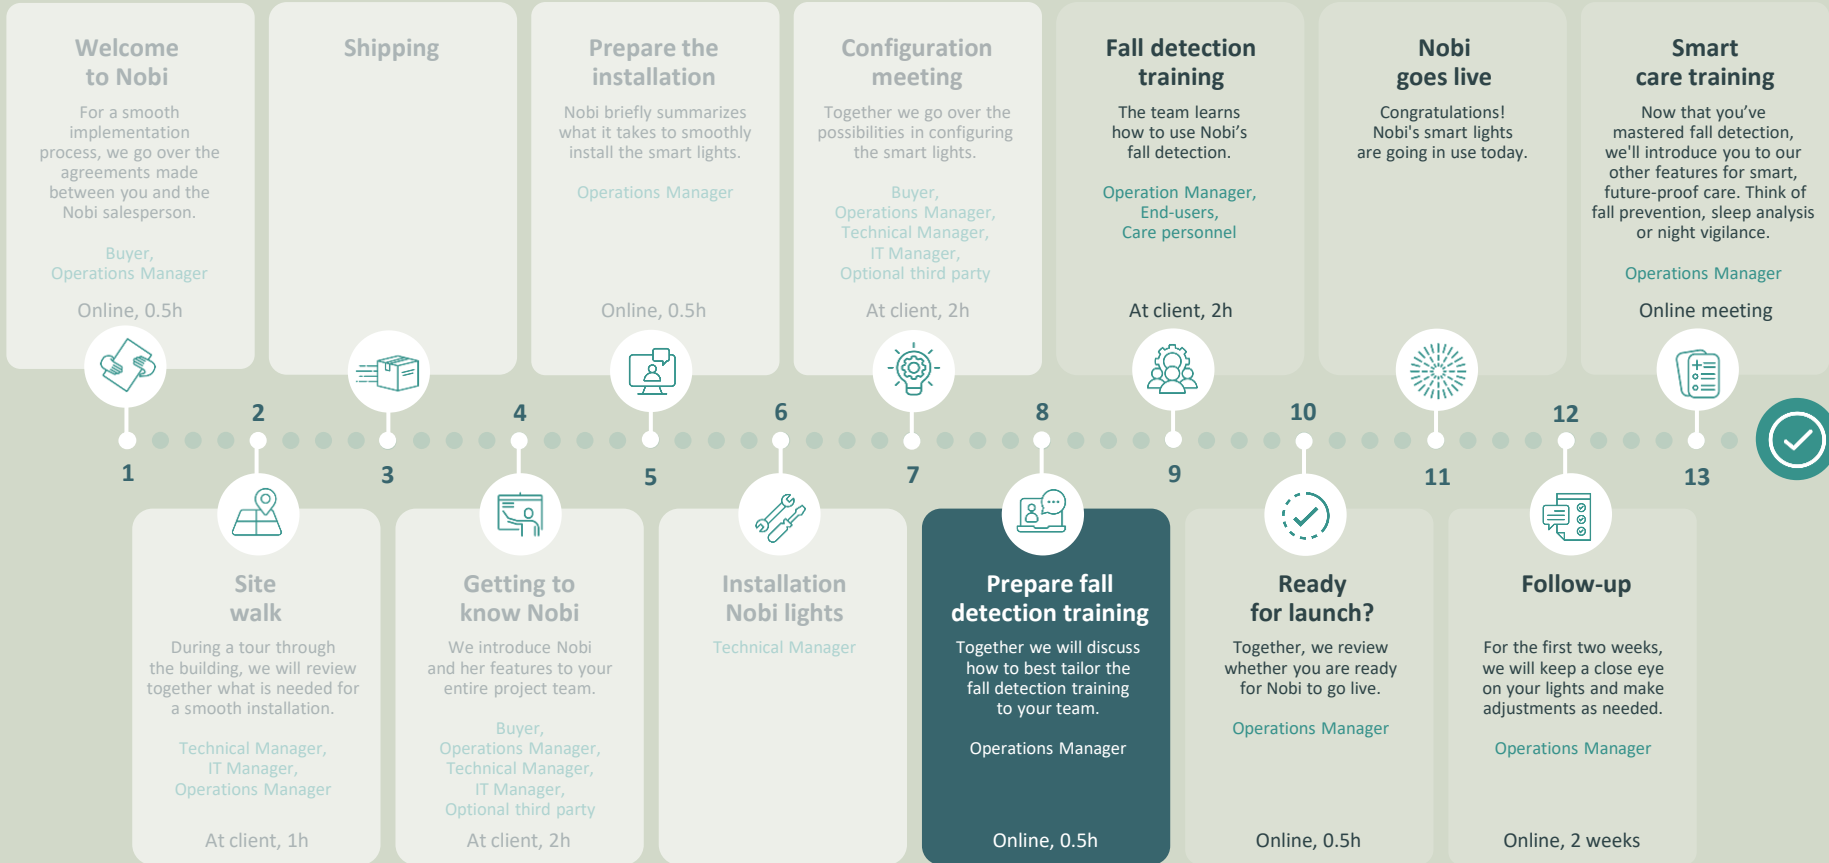 Welcome
to Nobi
For a smooth
implementation
process, we go over the
agreements made
between you and the
Nobi salesperson.
Buyer,
Operations Manager
Online, 0.5h
Shipping
Prepare the
installation
Nobi briefly summarizes
what it takes to smoothly
install the smart lights.
Operations Manager
Online, 0.5h
Configuration
meeting
Together we go over the
possibilities in configuring
the smart lights.
Buyer,
Operations Manager,
Technical Manager,
IT Manager,
Optional third party
At client, 2h
Fall detection
training
The team learns
how to use Nobi’s
fall detection.
Operation Manager,
End-users,
Care personnel
At client, 2h
Nobi
goes live
Congratulations!
Nobi's smart lights
are going in use today.
Smart
care training
Now that you’ve
mastered fall detection,
we'll introduce you to our
other features for smart,
future-proof care. Think of
fall prevention, sleep analysis
or night vigilance.
Operations Manager
Online meeting
1
2
3
4
5
6
7
8
9
10
11
12
13
Site
walk
During a tour through
the building, we will review
together what is needed for
a smooth installation.
Technical Manager,
IT Manager,
Operations Manager
At client, 1h
Getting to
know Nobi
We introduce Nobi
and her features to your
entire project team.
Buyer,
Operations Manager,
Technical Manager,
IT Manager,
Optional third party
At client, 2h
Installation
Nobi lights
Technical Manager
Prepare fall
detection training
Together we will discuss
how to best tailor the
fall detection training
to your team.
Operations Manager
Online, 0.5h
Ready
for launch?
Together, we review
whether you are ready
for Nobi to go live.
Operations Manager
Online, 0.5h
Follow-up
For the first two weeks,
we will keep a close eye
on your lights and make
adjustments as needed.
Operations Manager
Online, 2 weeks